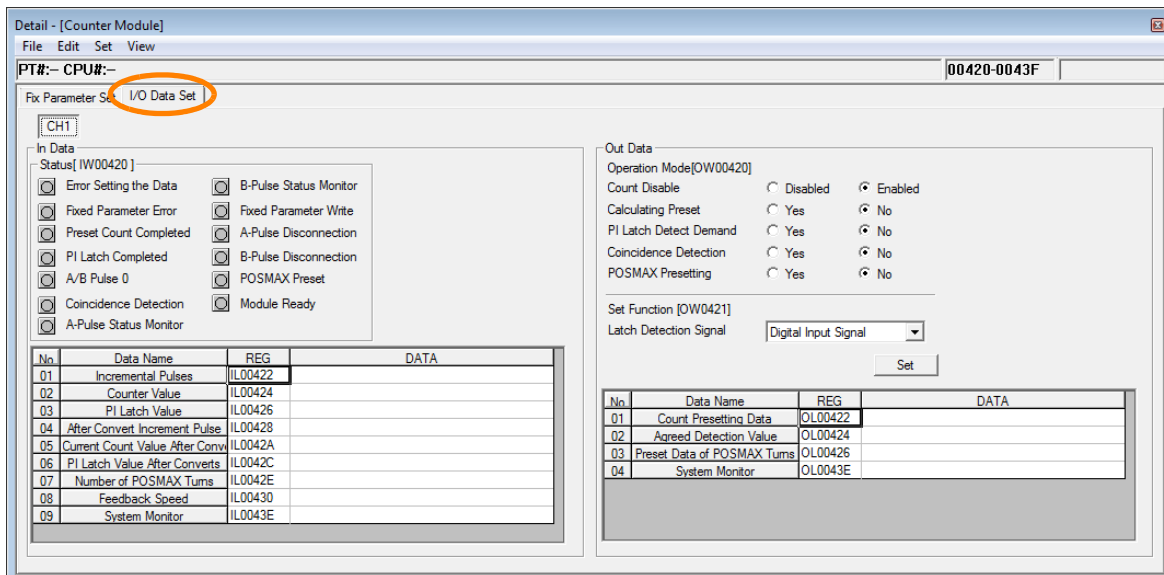 Detail - [Counter Module]
File Edit Set View
PT#:– CPU#:– 00420-0043F
Fix Parameter Set I/O Data Set
CH1
In Data
Status[ IW00420 ]
Error Setting the Data B-Pulse Status Monitor
Fixed Parameter Error Fixed Parameter Write
Preset Count Completed A-Pulse Disconnection
PI Latch Completed B-Pulse Disconnection
A/B Pulse 0 POSMAX Preset
Coincidence Detection Module Ready
A-Pulse Status Monitor
No Data Name REG DATA
01 Incremental Pulses IL00422
02 Counter Value IL00424
03 PI Latch Value IL00426
04 After Convert Increment Pulse IL00428
05 Current Count Value After Conv IL0042A
06 PI Latch Value After Converts IL0042C
07 Number of POSMAX Turns IL0042E
08 Feedback Speed IL00430
09 System Monitor IL0043E
Out Data
Operation Mode[OW00420]
Count Disable Disabled Enabled
Calculating Preset Yes No
PI Latch Detect Demand Yes No
Coincidence Detection Yes No
POSMAX Presetting Yes No
Set Function [OW0421]
Latch Detection Signal Digital Input Signal
Set
No Data Name REG DATA
01 Count Presetting Data OL00422
02 Agreed Detection Value OL00424
03 Preset Data of POSMAX Turns OL00426
04 System Monitor OL0043E